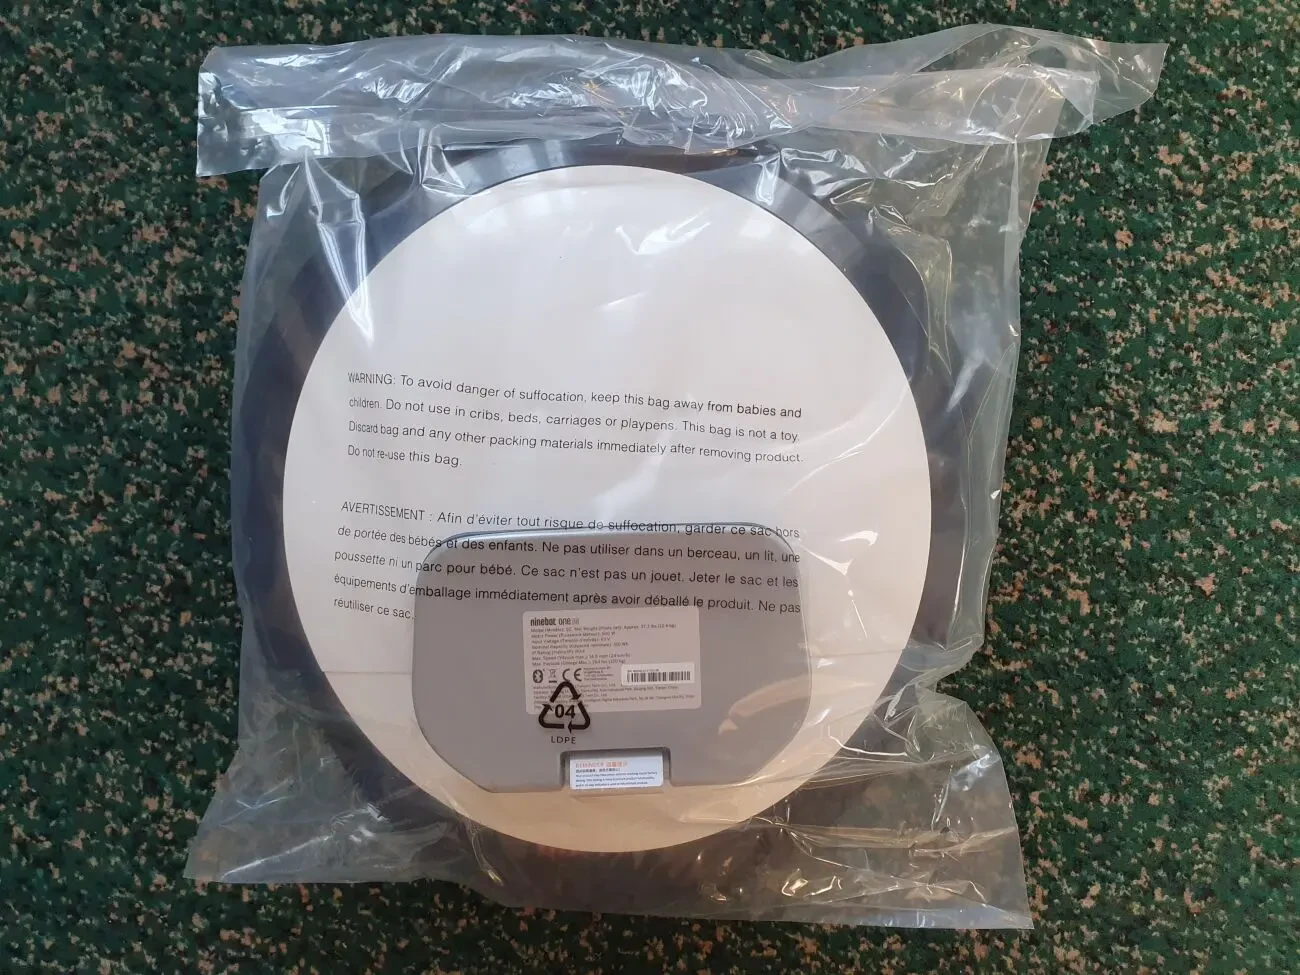 WARNING: To avoid danger of suffocation, keep this bag away from babies and
children. Do not use in cribs, beds, carriages or playpens. This bag is not a toy.
Discard bag and any other packing materials immediately after removing product.
Do not re-use this bag.
AVERTISSEMENT : Afin d'éviter tout risque de suffocation, garder ce sac hors
de portée des bébés et des enfants. Ne pas utiliser dans un berceau, un lit, une
poussette ni un parc pour bébé. Ce sac n'est pas un jouet. Jeter le sac et les
équipements d'emballage immédiatement après avoir déballé le produit. Ne pas
réutiliser ce sac.
ninebot one
CE
04
LDPE
REMINDER